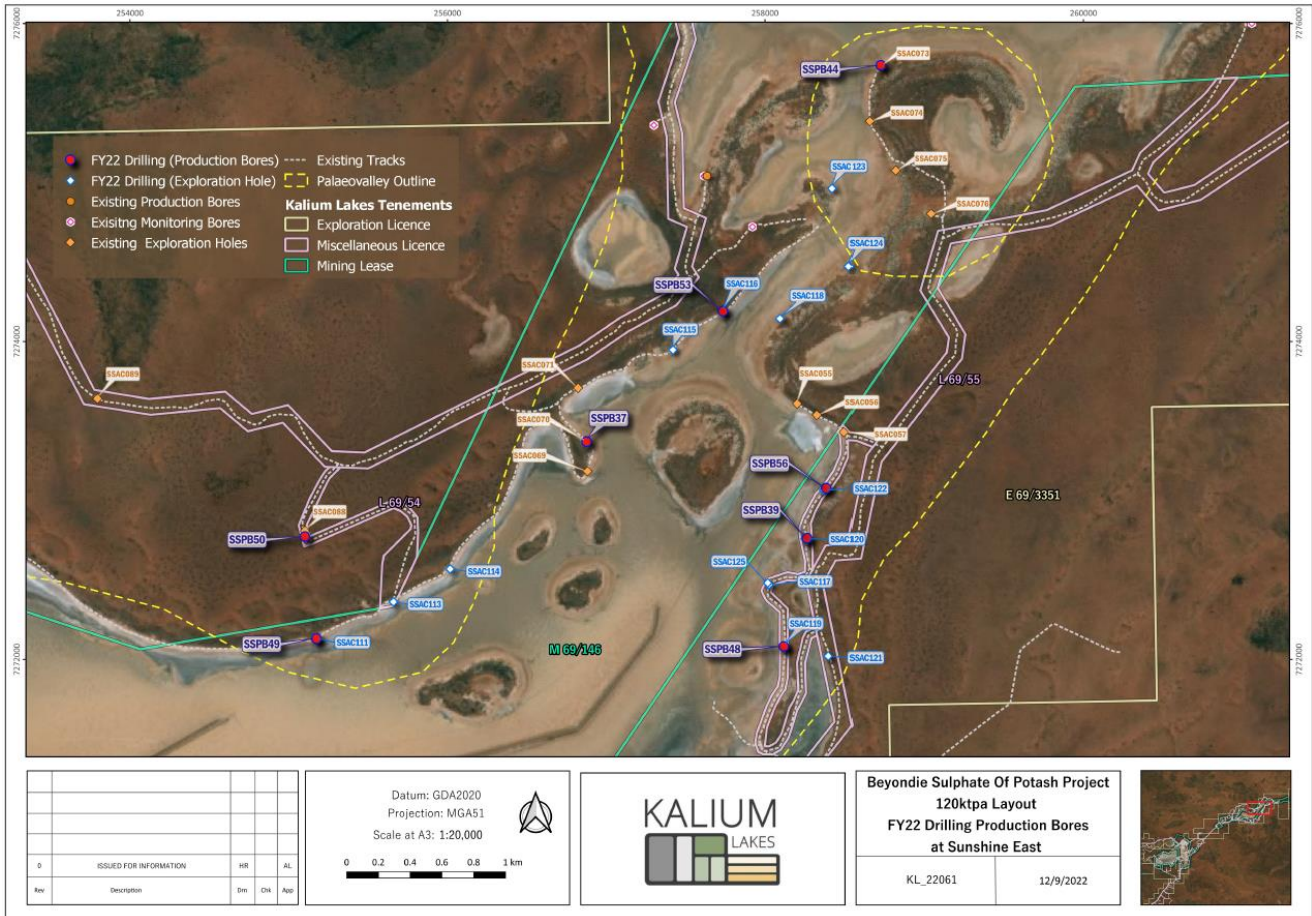 254000
256000
258000
260000
7276000
7276000
SSPB44
SSAC073
SSAC074
SSAC075
SSAC076
SSAC123
SSAC124
FY22 Drilling (Production Bores)
FY22 Drilling (Exploration Hole)
Existing Production Bores
Exisitng Monitoring Bores
Existing Exploration Holes
Existing Tracks
Palaeovalley Outline
Kalium Lakes Tenements
Exploration Licence
Miscellaneous Licence
Mining Lease
SSPB53
SSAC116
SSAC118
SSAC115
7274000
7274000
SSAC089
SSAC071
SSAC070
SSPB37
SSAC069
SSAC055
SSAC056
SSAC057
L 69/55
SSPB56
SSAC122
E 69/3351
L 69/54
SSAC088
SSPB50
SSPB39
SSAC120
SSAC125
SSAC117
SSAC114
SSAC113
SSPB49
SSAC111
SSAC119
SSPB48
SSAC121
M 69/146
7272000
7272000
0
ISSUED FOR INFORMATION
HR
AL
Rev
Description
Drn
Chk
App
Datum: GDA2020
Projection: MGA51
Scale at A3: 1:20,000
0 0.2 0.4 0.6 0.8 1 km
KALIUM
LAKES
Beyondie Sulphate Of Potash Project
120ktpa Layout
FY22 Drilling Production Bores
at Sunshine East
KL_22061
12/9/2022